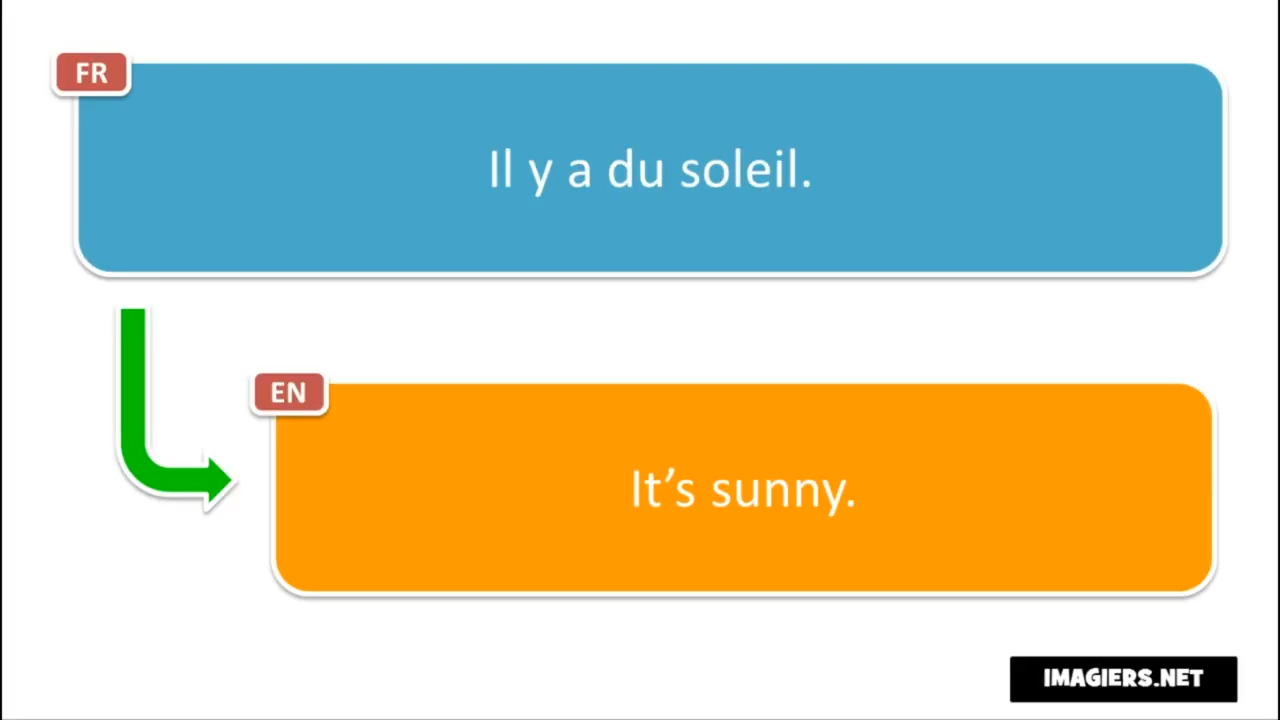 FR
Il y a du soleil.
EN
It’s sunny.
IMAGIERS.NET